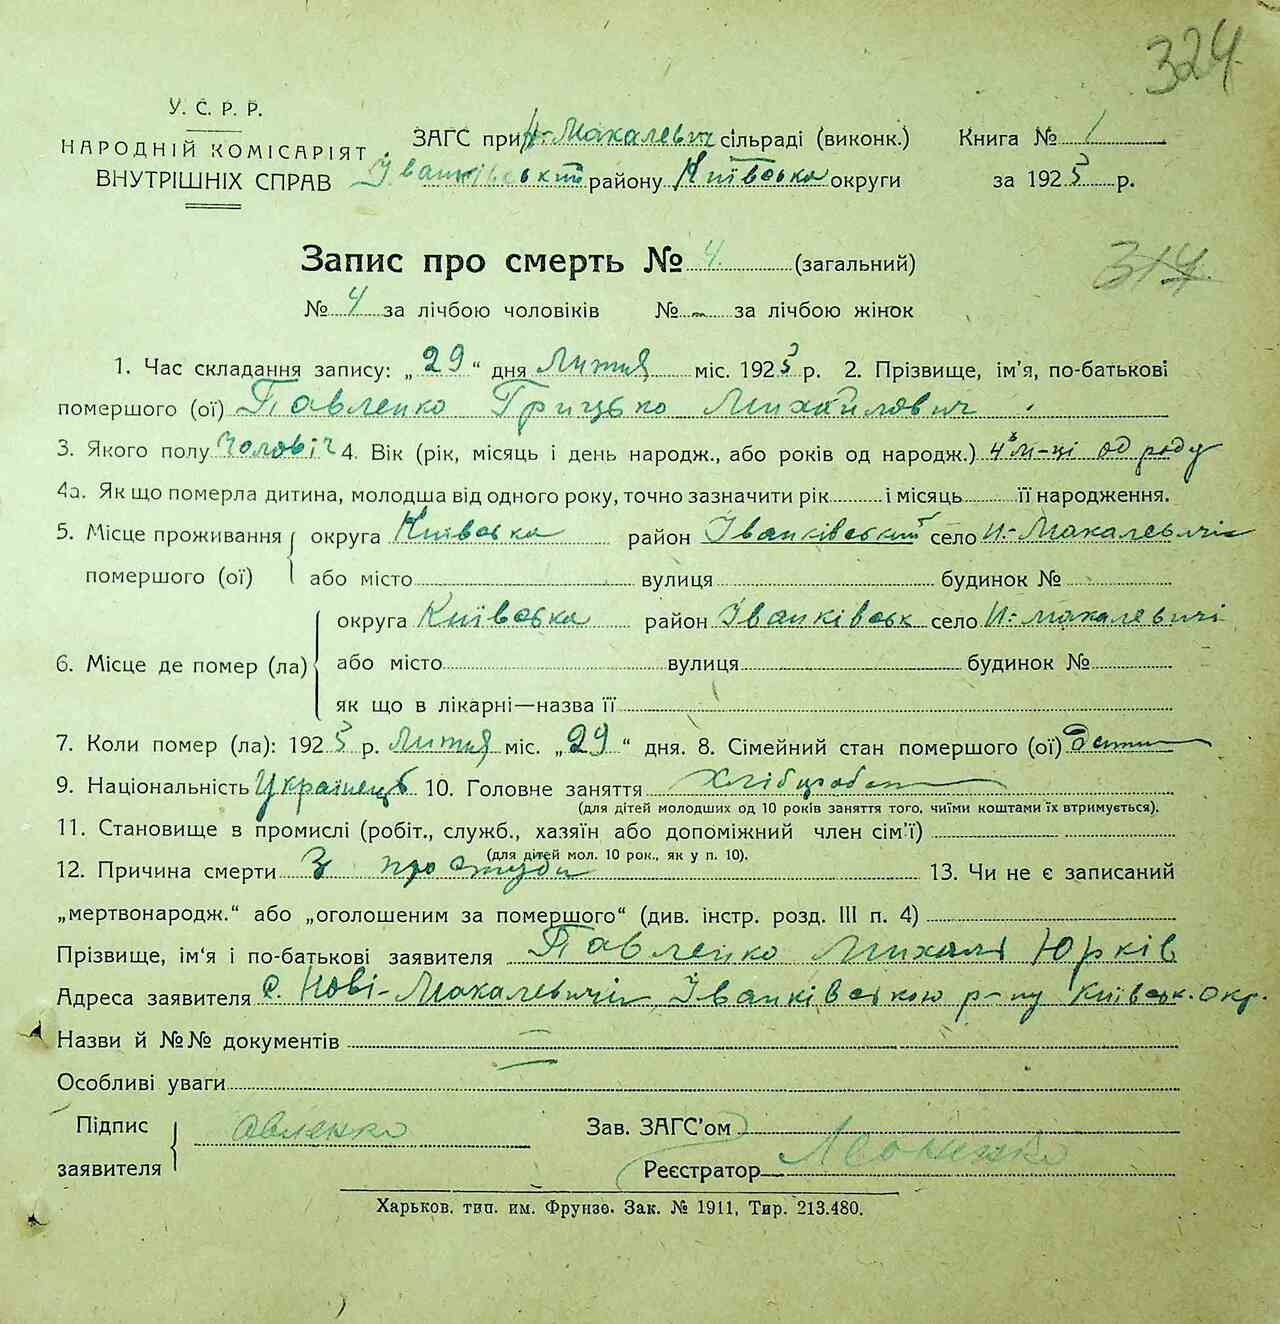 324
У. С. Р. Р.
НАРОДНІЙ КОМІСАРІЯТ
ВНУТРІШНІХ СПРАВ
ЗАГС при Н-Макалевич сільраді (виконк.)
Іванківський району Київська округи
Книга № 1
за 1925 р.
Запис про смерть № 4 (загальний)
№ 4 за лічбою чоловіків № - за лічбою жінок
317
1. Час складання запису: „29“ дня Лютия міс. 1925 р. 2. Прізвище, ім'я, по-батькові
помершого (ої) Павленко Грицько Михайлович
3. Якого полу Чоловіч 4. Вік (рік, місяць і день народж., або років од народж.) 4 м-ці од роду
4а. Як що померла дитина, молодша від одного року, точно зазначити рік і місяць її народження.
5. Місце проживання помершого (ої) округа Київська район Іванківський село Н-Макалевичі
або місто вулиця будинок №
6. Місце де помер (ла) округа Київська район Іванківськ село Н-Макалевичі
або місто вулиця будинок №
як що в лікарні—назва її
7. Коли помер (ла): 1925 р. Лютия міс. „29“ дня. 8. Сімейний стан помершого (ої)
9. Національність Українець 10. Головне заняття Хлібороб
(для дітей молодших од 10 років заняття того, чиїми коштами їх втримується).
11. Становище в промислі (робіт., служб., хазяїн або допоміжний член сім'ї)
(для дітей мол. 10 рок., як у п. 10).
12. Причина смерти З простуди 13. Чи не є записаний
„мертвонародж.“ або „оголошеним за помершого“ (див. інстр. розд. III п. 4)
Прізвище, ім'я і по-батькові заявителя Павленко Михайл Юрків
Адреса заявителя с. Нові-Макалевичі Іванківською р-ну Київськ. окр.
Назви й №№ документів —
Особливі уваги
Підпис заявителя авленко
Зав. ЗАГС'ом
Реєстратор
Харьков. тип. им. Фрунзе. Зак. № 1911, Тир. 213.480.